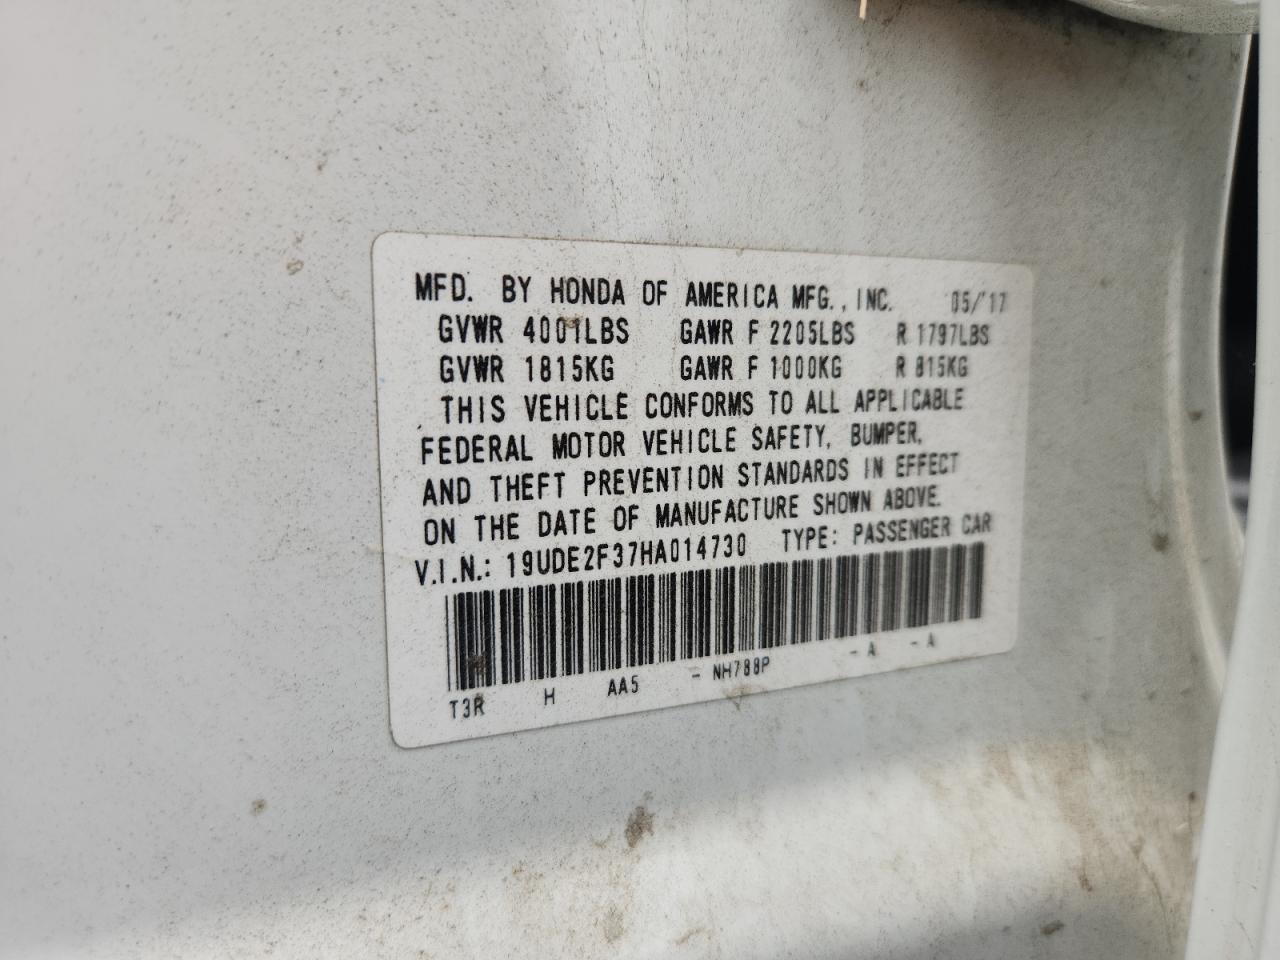 MFD. BY HONDA OF AMERICA MFG., INC. 05/'17
GVWR 4001LBS GAWR F 2205LBS R 1797LBS
GVWR 1815KG GAWR F 1000KG R 815KG
THIS VEHICLE CONFORMS TO ALL APPLICABLE
FEDERAL MOTOR VEHICLE SAFETY, BUMPER,
AND THEFT PREVENTION STANDARDS IN EFFECT
ON THE DATE OF MANUFACTURE SHOWN ABOVE.
V.I.N.: 19UDE2F37HA014730 TYPE: PASSENGER CAR
T3R H AA5 - NH788P - A - A